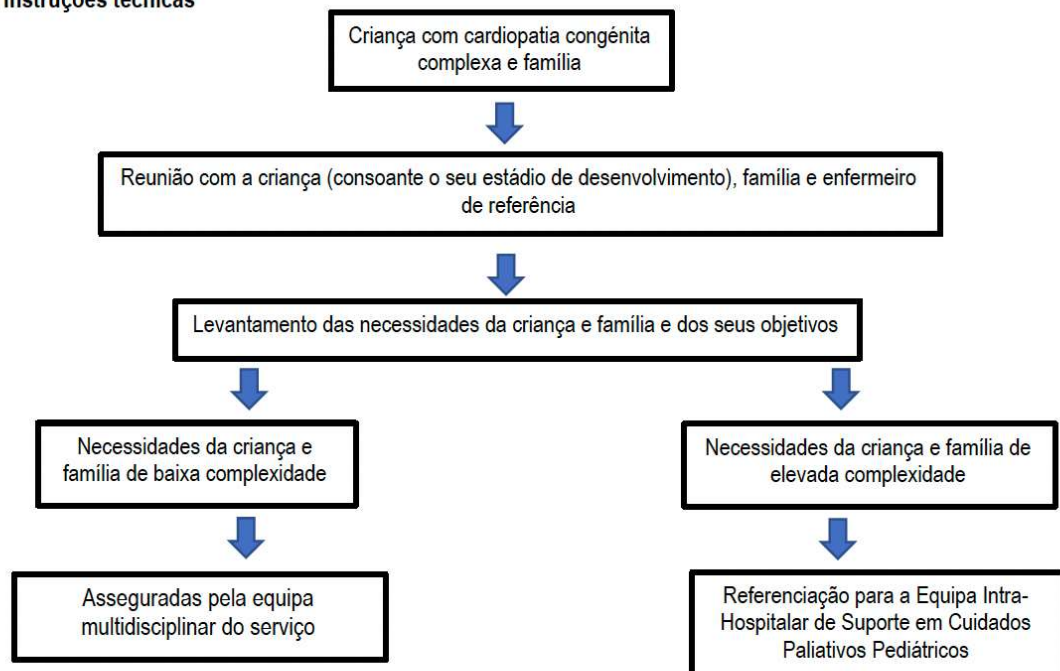 Instruções técnicas
Criança com cardiopatia congénita
complexa e família
Reunião com a criança (consoante o seu estádio de desenvolvimento), família e enfermeiro
de referência
Levantamento das necessidades da criança e família e dos seus objetivos
Necessidades da criança e
família de baixa complexidade
Necessidades da criança e família de
elevada complexidade
Asseguradas pela equipa
multidisciplinar do serviço
Referenciação para a Equipa Intra-
Hospitalar de Suporte em Cuidados
Paliativos Pediátricos